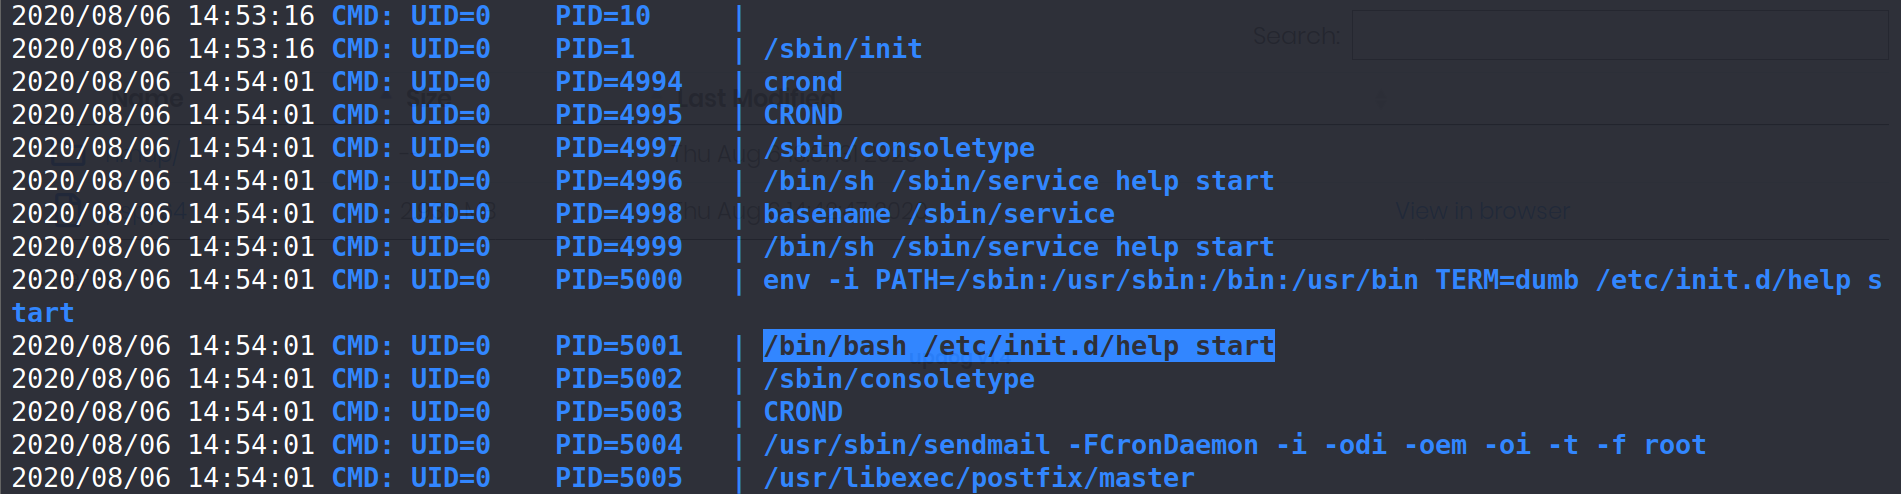 2020/08/06 14:53:16 CMD: UID=0    PID=10     |
2020/08/06 14:53:16 CMD: UID=0    PID=1      | /sbin/init
Search:
2020/08/06 14:54:01 CMD: UID=0    PID=4994   | crond
Name Size Last Modified
2020/08/06 14:54:01 CMD: UID=0    PID=4995   | CROND
2020/08/06 14:54:01 CMD: UID=0    PID=4997   | /sbin/consoletype
2020/08/06 14:54:01 CMD: UID=0    PID=4996   | /bin/sh /sbin/service help start
2020/08/06 14:54:01 CMD: UID=0    PID=4998   | basename /sbin/service
View in browser
2020/08/06 14:54:01 CMD: UID=0    PID=4999   | /bin/sh /sbin/service help start
2020/08/06 14:54:01 CMD: UID=0    PID=5000   | env -i PATH=/sbin:/usr/sbin:/bin:/usr/bin TERM=dumb /etc/init.d/help s
tart
2020/08/06 14:54:01 CMD: UID=0    PID=5001   | /bin/bash /etc/init.d/help start
2020/08/06 14:54:01 CMD: UID=0    PID=5002   | /sbin/consoletype
2020/08/06 14:54:01 CMD: UID=0    PID=5003   | CROND
2020/08/06 14:54:01 CMD: UID=0    PID=5004   | /usr/sbin/sendmail -FCronDaemon -i -odi -oem -oi -t -f root
2020/08/06 14:54:01 CMD: UID=0    PID=5005   | /usr/libexec/postfix/master